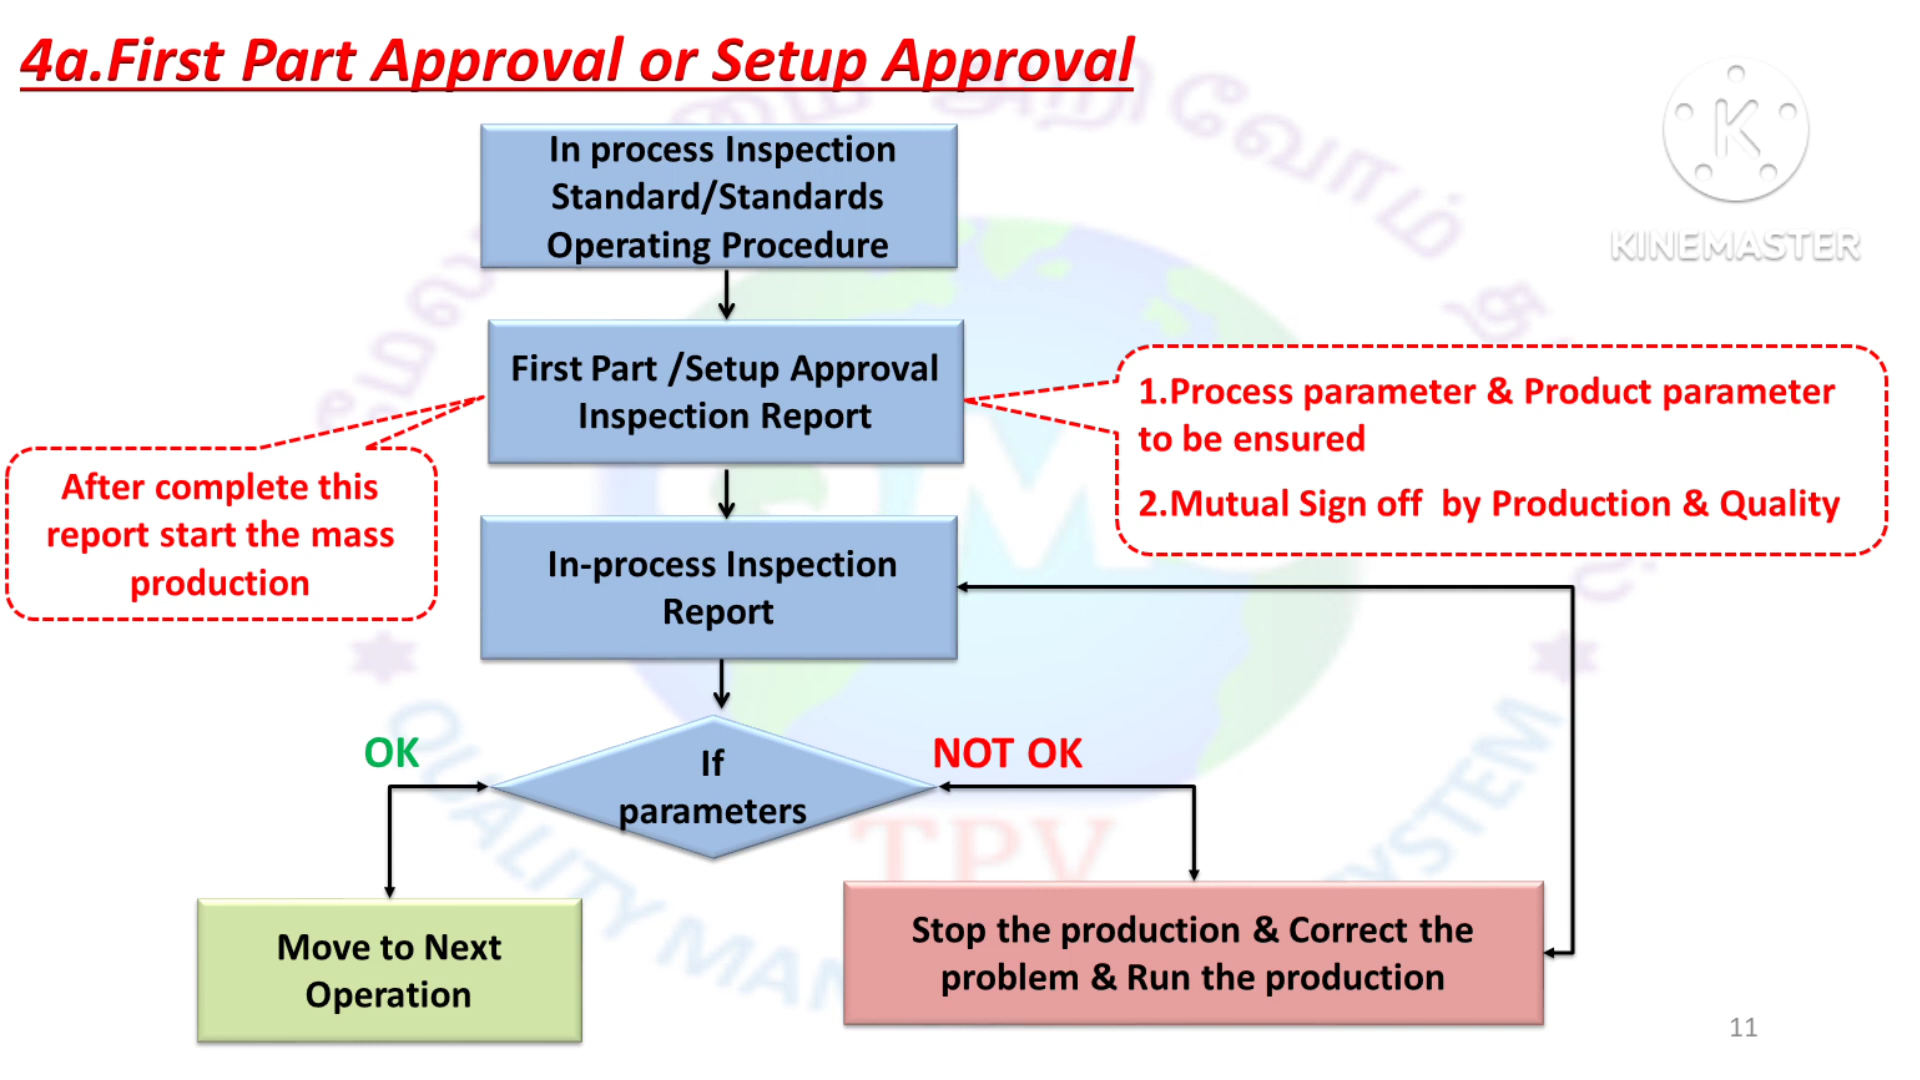 4a.First Part Approval or Setup Approval
KINEMASTER
In process Inspection
Standard/Standards
Operating Procedure
First Part /Setup Approval
Inspection Report
1.Process parameter & Product parameter
to be ensured
2.Mutual Sign off by Production & Quality
After complete this
report start the mass
production
In-process Inspection
Report
OK
If
parameters
NOT OK
Move to Next
Operation
Stop the production & Correct the
problem & Run the production
TPV
11